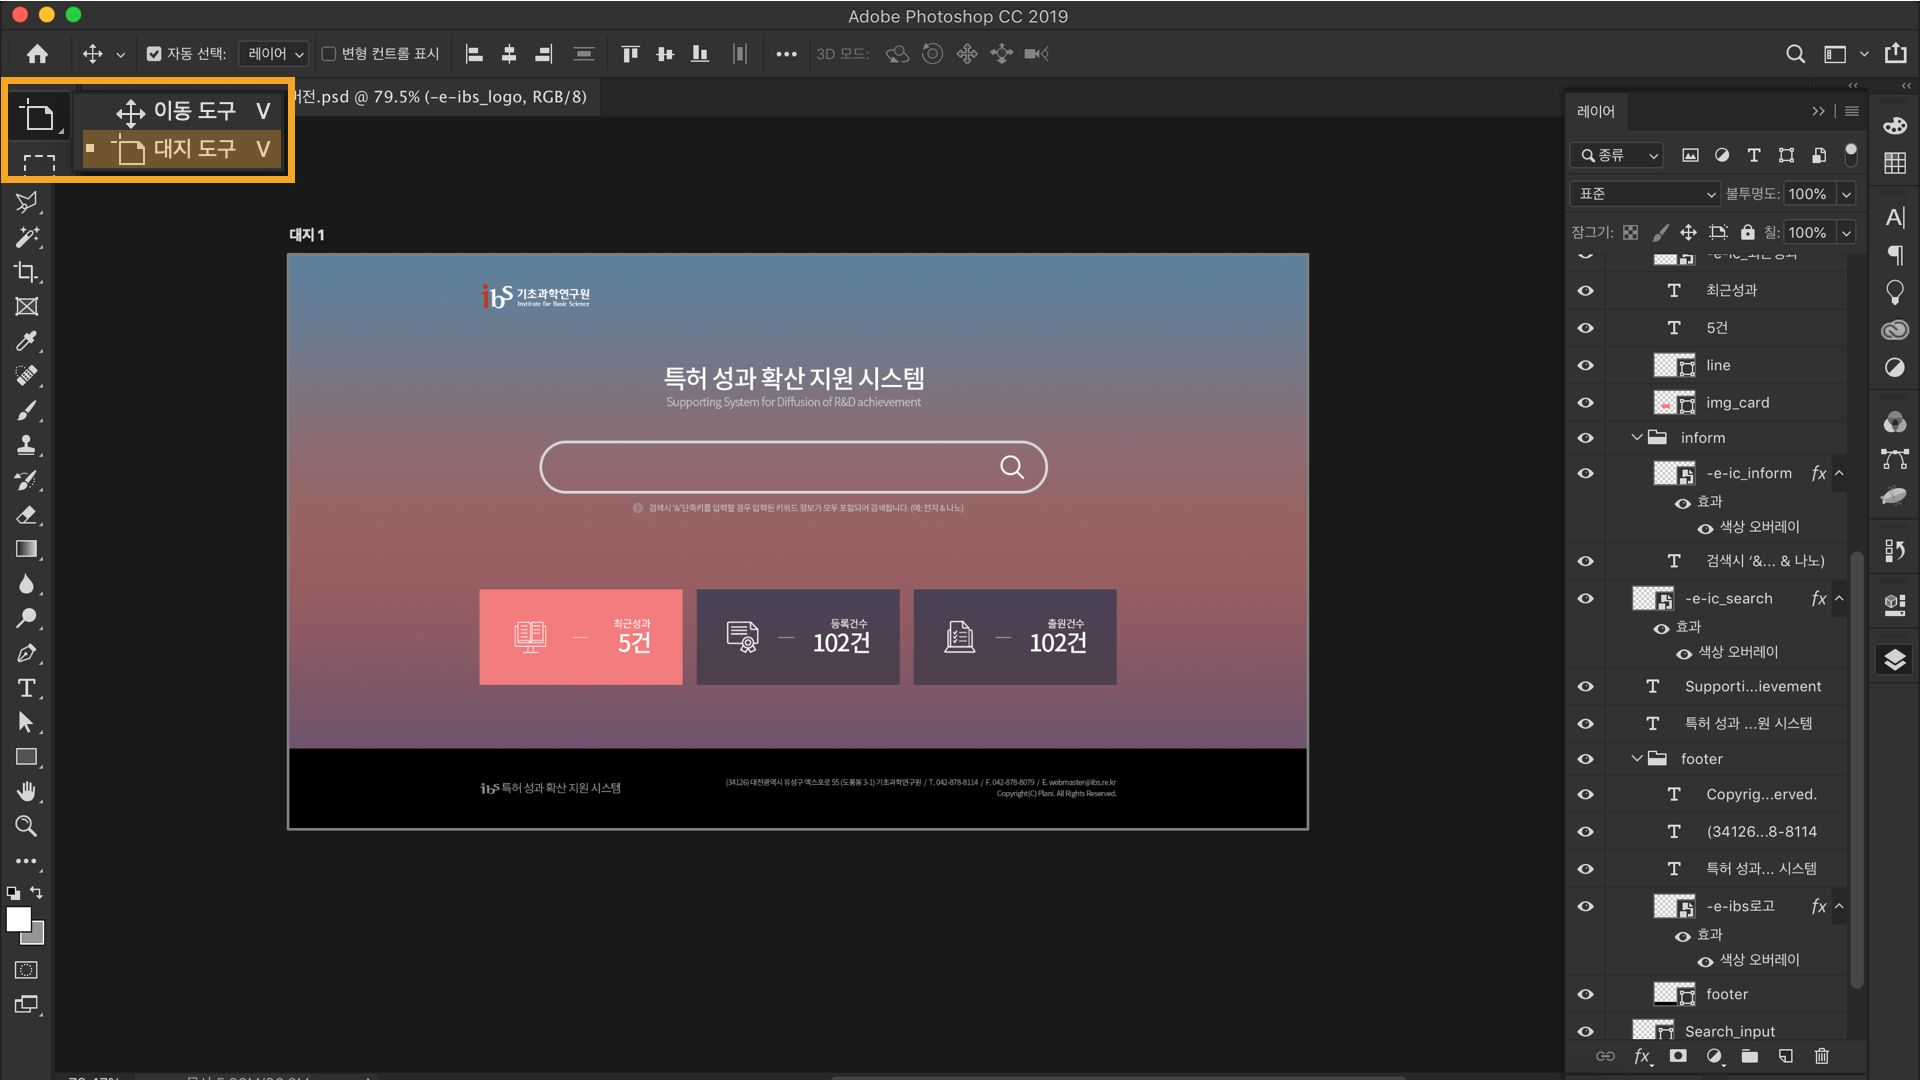 Adobe Photoshop CC 2019
자동 선택: 레이어 변형 컨트롤 표시 3D 모드:
이동 도구 V
대지 도구 V
버전.psd @ 79.5% (-e-ibs_logo, RGB/8)
대지 1
ibs 기초과학연구원
Institute for Basic Science
특허 성과 확산 지원 시스템
Supporting System for Diffusion of R&D achievement
검색시 '&'단축키를 입력할 경우 입력된 키워드 정보가 모두 포함되어 검색됩니다. (예: 전지 & 나노)
최근성과
5건
등록건수
102건
출원건수
102건
ibs 특허 성과 확산 지원 시스템
(34126) 대전광역시 유성구 엑스포로 55 (도룡동 3-1) 기초과학연구원 / T. 042-878-8114 / F. 042-878-8079 / E. webmaster@ibs.re.kr
Copyright(C) Plani. All Rights Reserved.
레이어
종류
표준 불투명도: 100%
잠그기: 칠: 100%
-e-ic_최근성과
최근성과
5건
line
img_card
inform
-e-ic_inform fx
효과
색상 오버레이
검색시 '&... & 나노)
-e-ic_search fx
효과
색상 오버레이
Supporti...ievement
특허 성과 ...원 시스템
footer
Copyrig...erved.
(34126...8-8114
특허 성과... 시스템
-e-ibs로고 fx
효과
색상 오버레이
footer
Search_input
fx